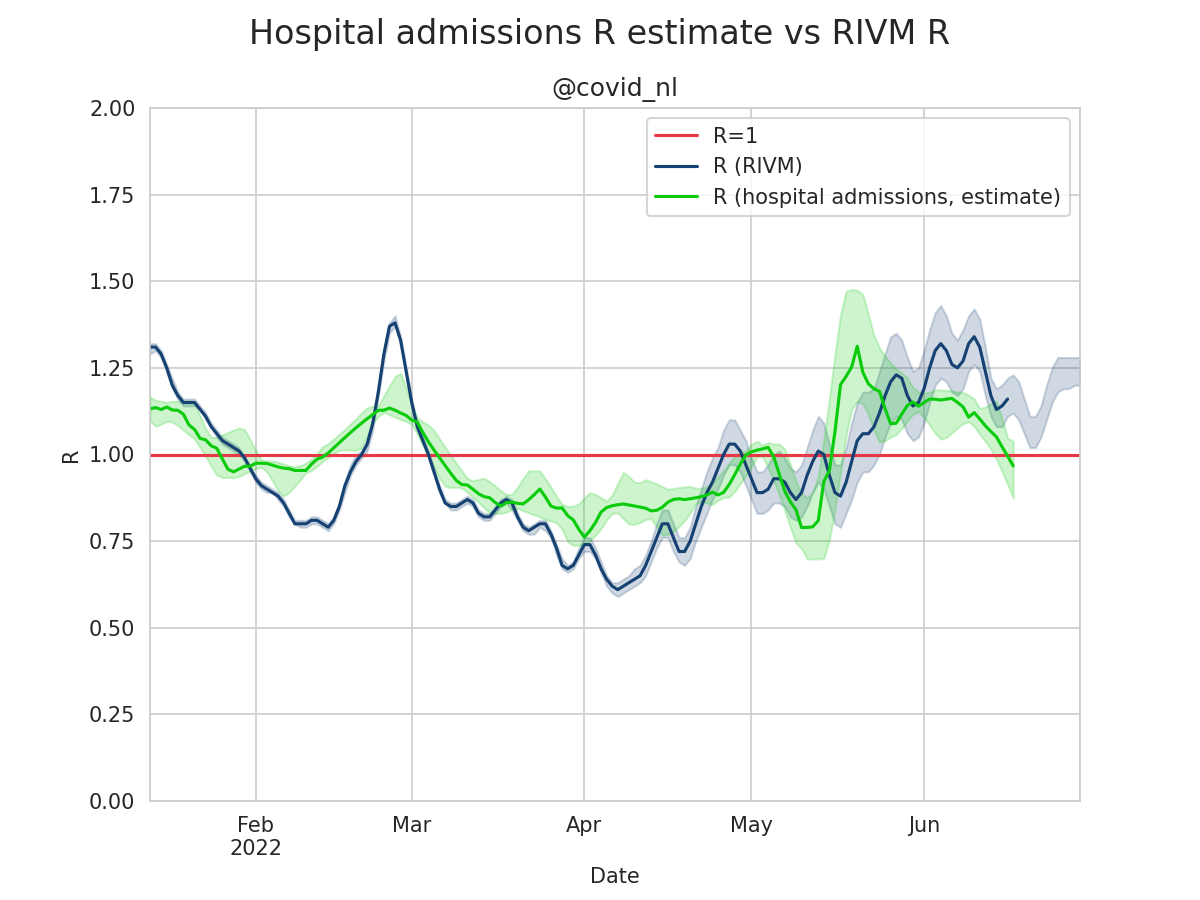 Hospital admissions R estimate vs RIVM R
@covid_nl
R=1
R (RIVM)
R (hospital admissions, estimate)
2.00
1.75
1.50
1.25
1.00
0.75
0.50
0.25
0.00
R
Feb
2022
Mar
Apr
May
Jun
Date